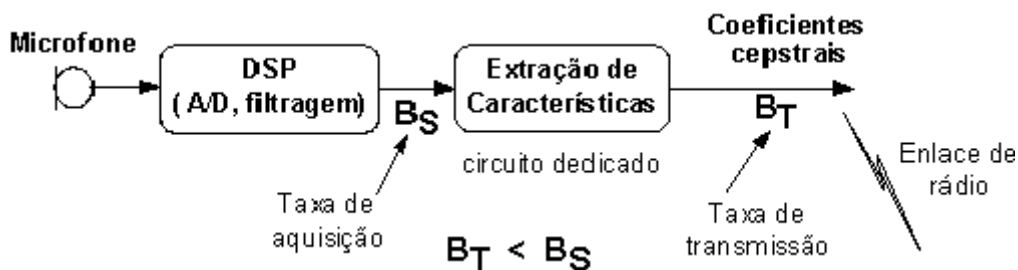 Microfone
DSP
( A/D, filtragem)
BS
Taxa de
aquisição
Extração de
Características
circuito dedicado
Coeficientes
cepstrais
BT
Taxa de
transmissão
Enlace de
rádio
BT < BS